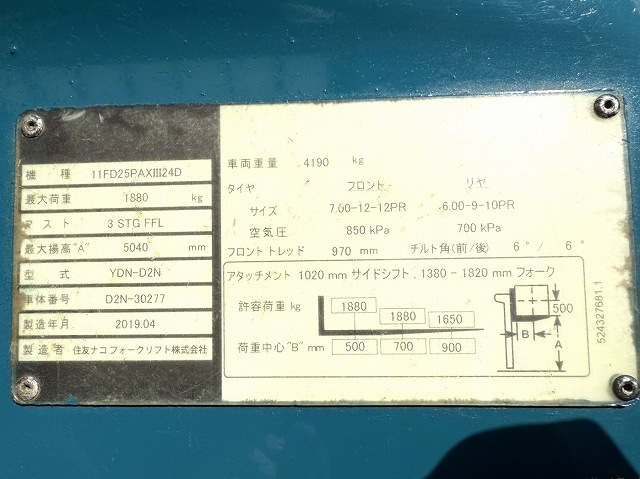 機種 11FD25PAXIII24D
最大荷重 1880 kg
マスト 3 STG FFL
最大揚高"A" 5040 mm
型式 YDN-D2N
車体番号 D2N-30277
製造年月 2019.04
製造者 住友ナコ フォークリフト株式会社
車両重量 4190 kg
タイヤ フロント リヤ
サイズ 7.00-12-12PR 6.00-9-10PR
空気圧 850 kPa 700 kPa
フロントトレッド 970 mm チルト角(前/後) 6°/ 6°
アタッチメント 1020 mm サイドシフト . 1380 - 1820 mm フォーク
許容荷重 kg 1880 1880 1650
荷重中心"B" mm 500 700 900
500
B
A
524327681.1